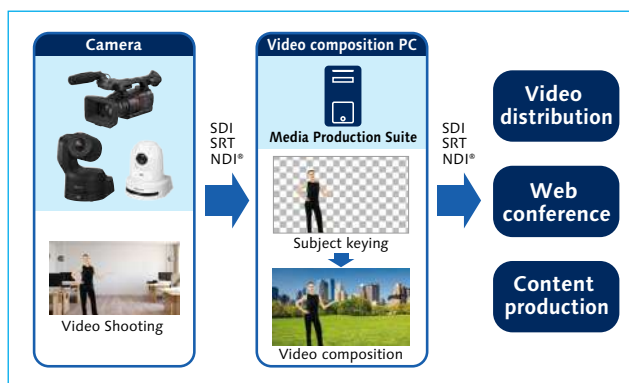 Camera
Video Shooting
SDI
SRT
NDI®
Video composition PC
Media Production Suite
Subject keying
Video composition
SDI
SRT
NDI®
Video
distribution
Web
conference
Content
production